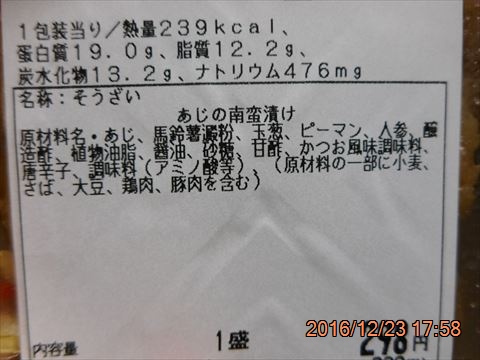 1包装当り/熱量239kcal、
蛋白質19.0g、脂質12.2g、
炭水化物13.2g、ナトリウム476mg
名称:そうざい
あじの南蛮漬け
原材料名・あじ、馬鈴薯澱粉、玉葱、ピーマン、人参、醸
造酢、植物油脂、醤油、砂糖、甘酢、かつお風味調味料、
唐辛子、調味料(アミノ酸等)、(原材料の一部に小麦、
さば、大豆、鶏肉、豚肉を含む)
内容量 1盛 298円
2016/12/23 17:58